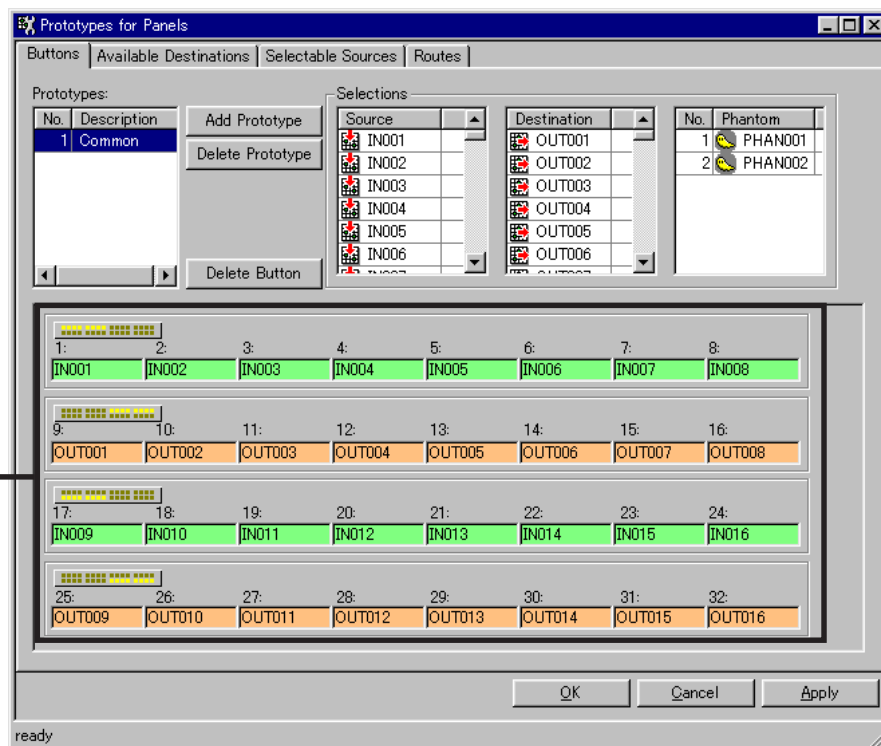 Prototypes for Panels
Buttons Available Destinations Selectable Sources Routes
Prototypes:
No. Description
1 Common
Add Prototype
Delete Prototype
Delete Button
Selections
Source
IN001
IN002
IN003
IN004
IN005
IN006
Destination
OUT001
OUT002
OUT003
OUT004
OUT005
OUT006
No. Phantom
1 PHAN001
2 PHAN002
1: 2: 3: 4: 5: 6: 7: 8:
IN001 IN002 IN003 IN004 IN005 IN006 IN007 IN008
9: 10: 11: 12: 13: 14: 15: 16:
OUT001 OUT002 OUT003 OUT004 OUT005 OUT006 OUT007 OUT008
17: 18: 19: 20: 21: 22: 23: 24:
IN009 IN010 IN011 IN012 IN013 IN014 IN015 IN016
25: 26: 27: 28: 29: 30: 31: 32:
OUT009 OUT010 OUT011 OUT012 OUT013 OUT014 OUT015 OUT016
OK Cancel Apply
ready